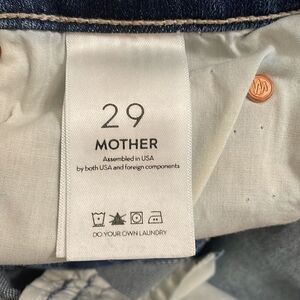 29
MOTHER
Assembled in USA
by both USA and foreign components
DO YOUR OWN LAUNDRY